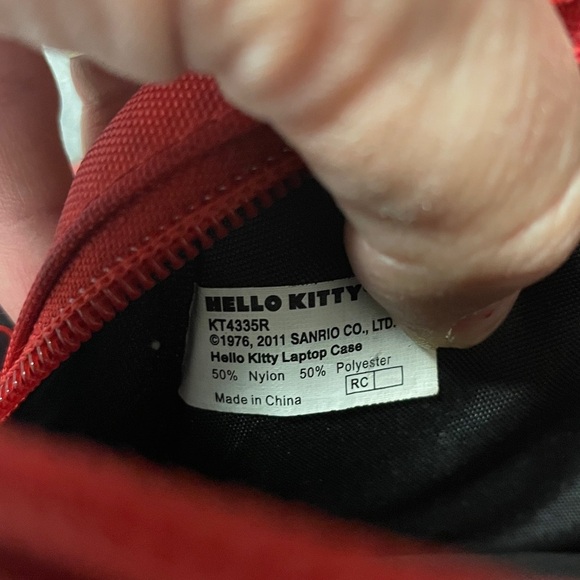 HELLO KITTY
KT4335R
©1976, 2011 SANRIO CO., LTD.
Hello Kitty Laptop Case
50% Nylon 50% Polyester
RC
Made in China